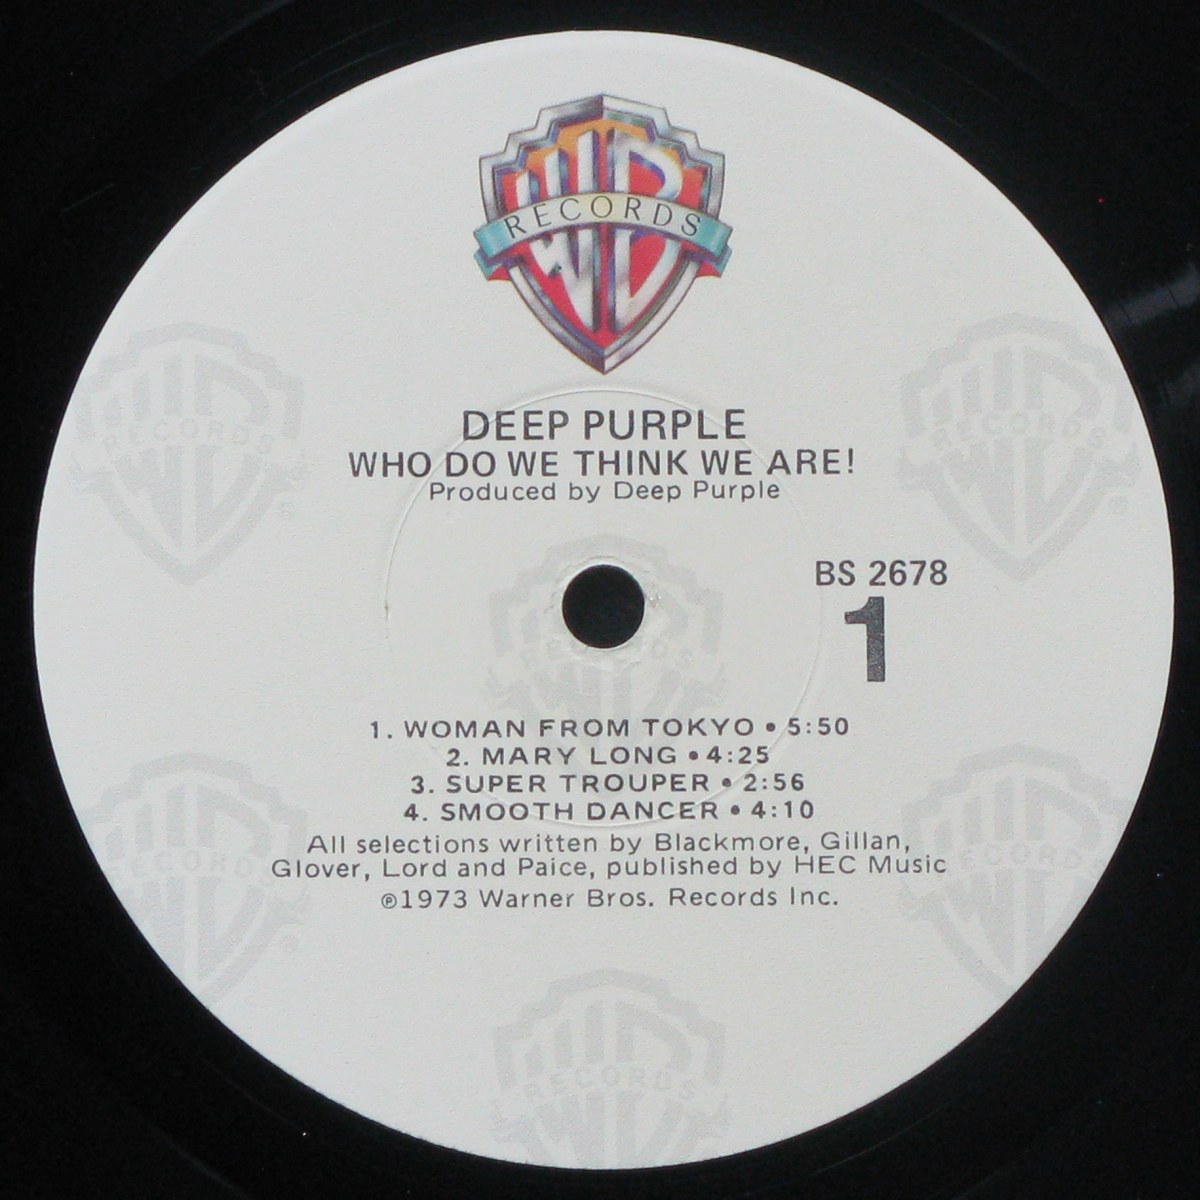 WB
RECORDS
DEEP PURPLE
WHO DO WE THINK WE ARE!
Produced by Deep Purple
BS 2678
1
1. WOMAN FROM TOKYO • 5:50
2. MARY LONG • 4:25
3. SUPER TROUPER • 2:56
4. SMOOTH DANCER • 4:10
All selections written by Blackmore, Gillan,
Glover, Lord and Paice, published by HEC Music
℗1973 Warner Bros. Records Inc.